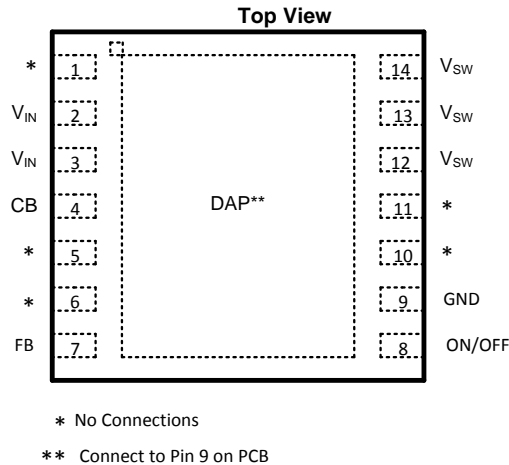 Top View
* 1 14 VSW
VIN 2 13 VSW
VIN 3 12 VSW
CB 4 DAP** 11 *
* 5 10 *
* 6 9 GND
FB 7 8 ON/OFF
* No Connections
** Connect to Pin 9 on PCB